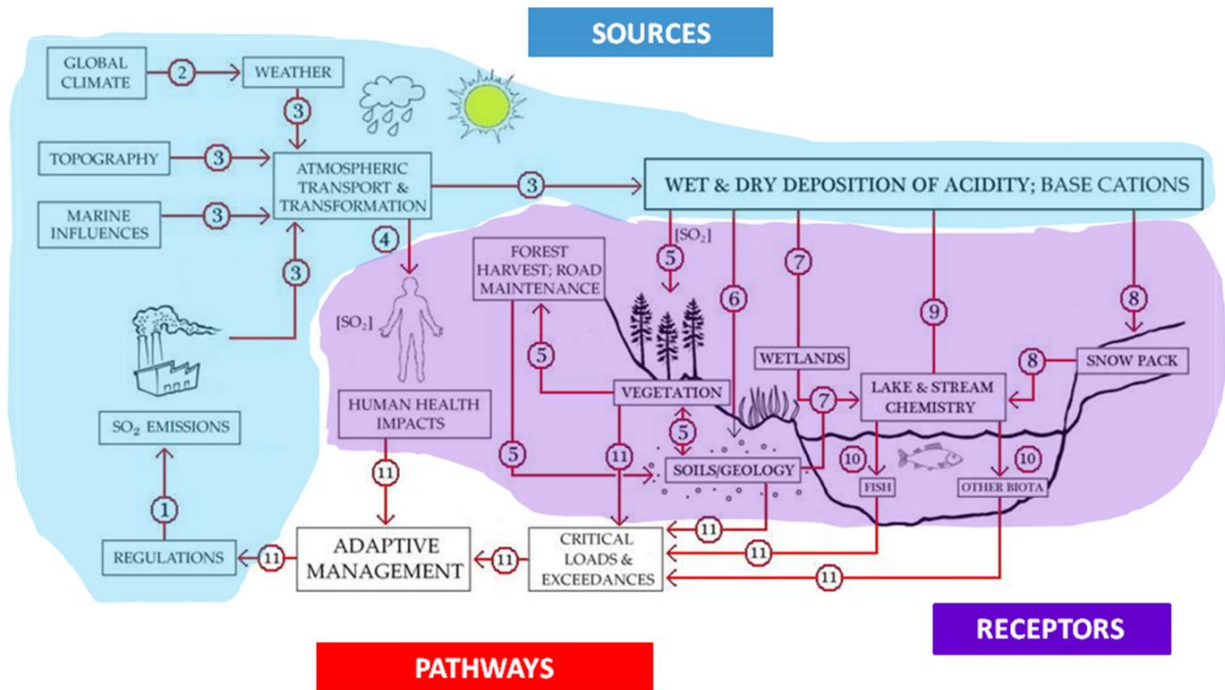 SOURCES
GLOBAL
CLIMATE
2
WEATHER
3
TOPOGRAPHY
3
ATMOSPHERIC
TRANSPORT &
TRANSFORMATION
3
WET & DRY DEPOSITION OF ACIDITY; BASE CATIONS
MARINE
INFLUENCES
3
3
4
[SO₂]
5
6
7
9
8
FOREST
HARVEST; ROAD
MAINTENANCE
[SO₂]
5
WETLANDS
8
SNOW PACK
VEGETATION
7
LAKE & STREAM
CHEMISTRY
HUMAN HEALTH
IMPACTS
SO₂ EMISSIONS
5
11
5
SOILS/GEOLOGY
10
10
FISH
OTHER BIOTA
11
1
REGULATIONS
11
ADAPTIVE
MANAGEMENT
11
CRITICAL
LOADS &
EXCEEDANCES
11
11
11
RECEPTORS
PATHWAYS